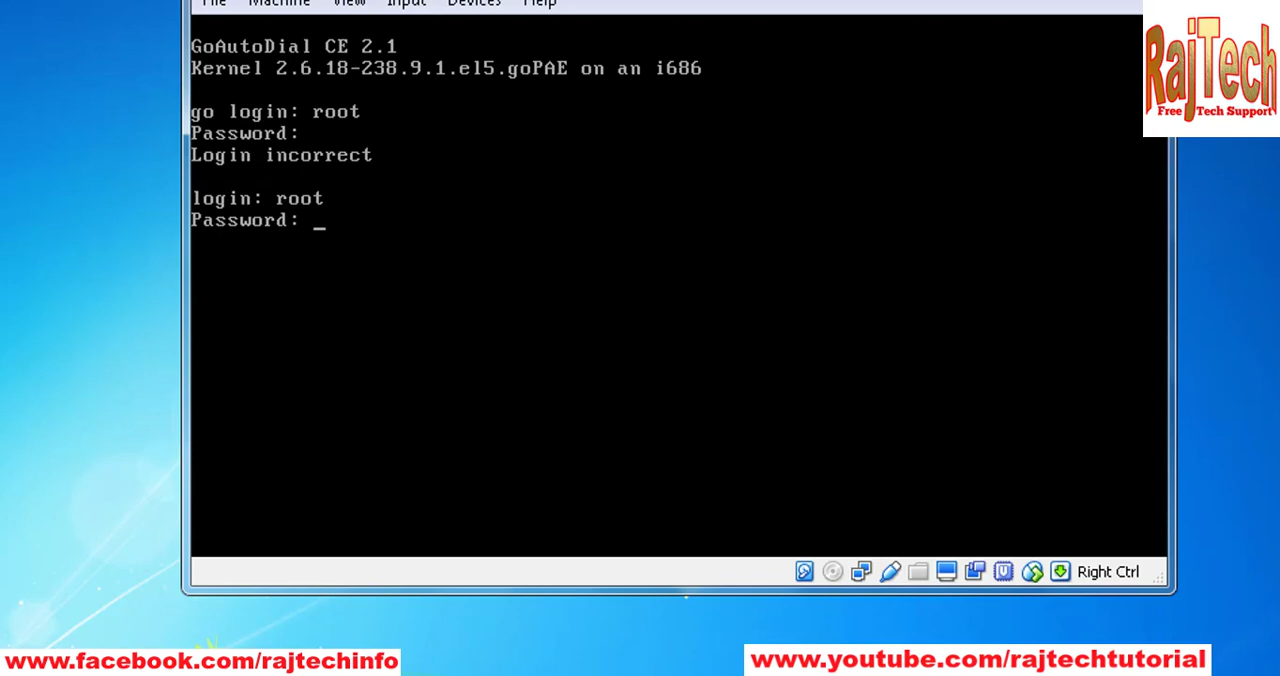 File Machine View Input Devices Help
GoAutoDial CE 2.1
Kernel 2.6.18-238.9.1.el5.goPAE on an i686
go login: root
Password:
Login incorrect
login: root
Password: _
Right Ctrl
RajTech
Free Tech Support
www.facebook.com/rajtechinfo
www.youtube.com/rajtechtutorial